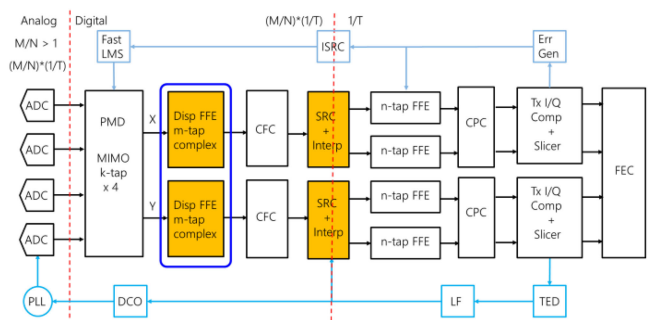 Analog
Digital
(M/N)*(1/T)
1/T
M/N > 1
(M/N)*(1/T)
Fast
LMS
ISRC
Err
Gen
ADC
ADC
ADC
ADC
PMD
MIMO
k-tap
x 4
X
Y
Disp FFE
m-tap
complex
Disp FFE
m-tap
complex
CFC
CFC
SRC
+
Interp
SRC
+
Interp
n-tap FFE
n-tap FFE
n-tap FFE
n-tap FFE
CPC
CPC
Tx I/Q
Comp
+
Slicer
Tx I/Q
Comp
+
Slicer
FEC
PLL
DCO
LF
TED